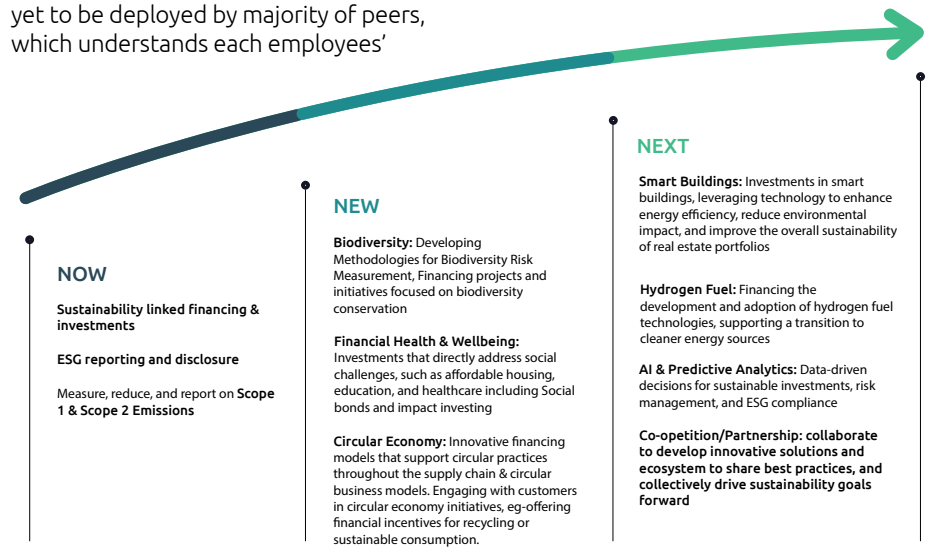 yet to be deployed by majority of peers,
which understands each employees’
NOW
Sustainability linked financing &
investments
ESG reporting and disclosure
Measure, reduce, and report on Scope
1 & Scope 2 Emissions
NEW
Biodiversity: Developing
Methodologies for Biodiversity Risk
Measurement, Financing projects and
initiatives focused on biodiversity
conservation
Financial Health & Wellbeing:
Investments that directly address social
challenges, such as affordable housing,
education, and healthcare including Social
bonds and impact investing
Circular Economy: Innovative financing
models that support circular practices
throughout the supply chain & circular
business models. Engaging with customers
in circular economy initiatives, eg-offering
financial incentives for recycling or
sustainable consumption.
NEXT
Smart Buildings: Investments in smart
buildings, leveraging technology to enhance
energy efficiency, reduce environmental
impact, and improve the overall sustainability
of real estate portfolios
Hydrogen Fuel: Financing the
development and adoption of hydrogen fuel
technologies, supporting a transition to
cleaner energy sources
AI & Predictive Analytics: Data-driven
decisions for sustainable investments, risk
management, and ESG compliance
Co-opetition/Partnership: collaborate
to develop innovative solutions and
ecosystem to share best practices, and
collectively drive sustainability goals
forward